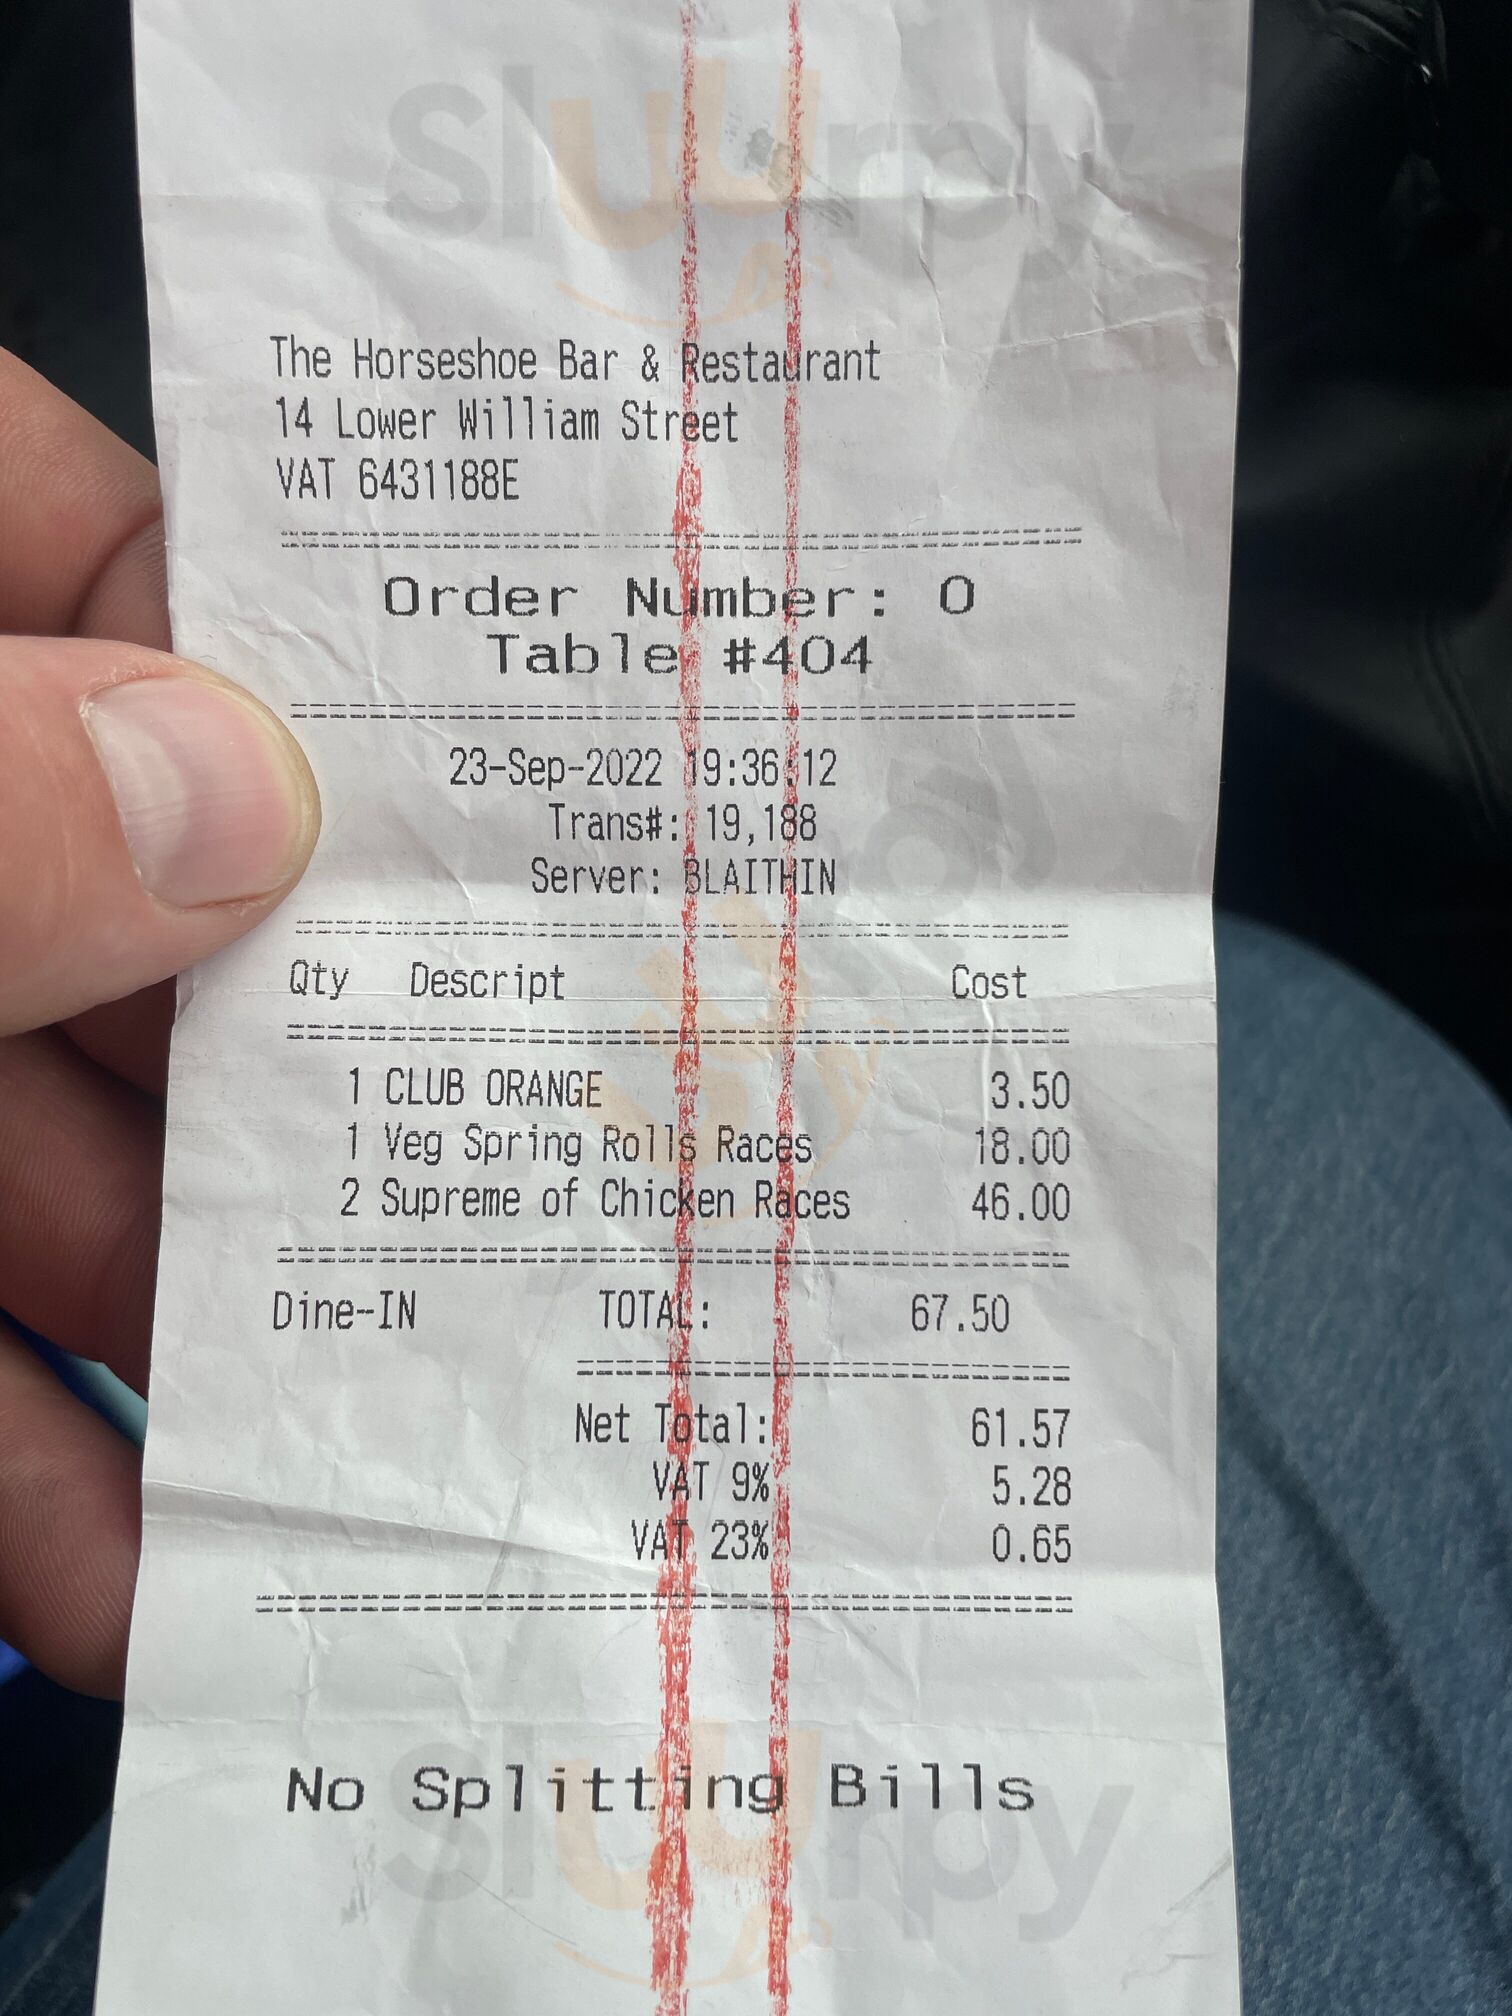 Sluurpy
The Horseshoe Bar & Restaurant
14 Lower William Street
VAT 6431188E
Order Number: 0
Table #404
23-Sep-2022 19:36:12
Trans#: 19,188
Server: BLAITHIN
Qty Descript Cost
1 CLUB ORANGE 3.50
1 Veg Spring Rolls Races 18.00
2 Supreme of Chicken Races 46.00
Dine-IN TOTAL: 67.50
Net Total: 61.57
VAT 9% 5.28
VAT 23% 0.65
No Splitting Bills
Sluurpy